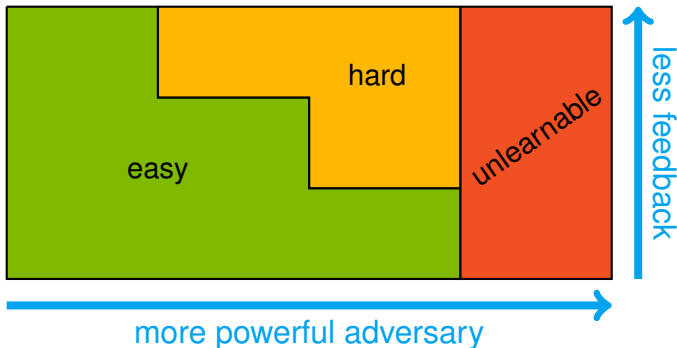 hard
easy
unlearnable
less feedback
more powerful adversary